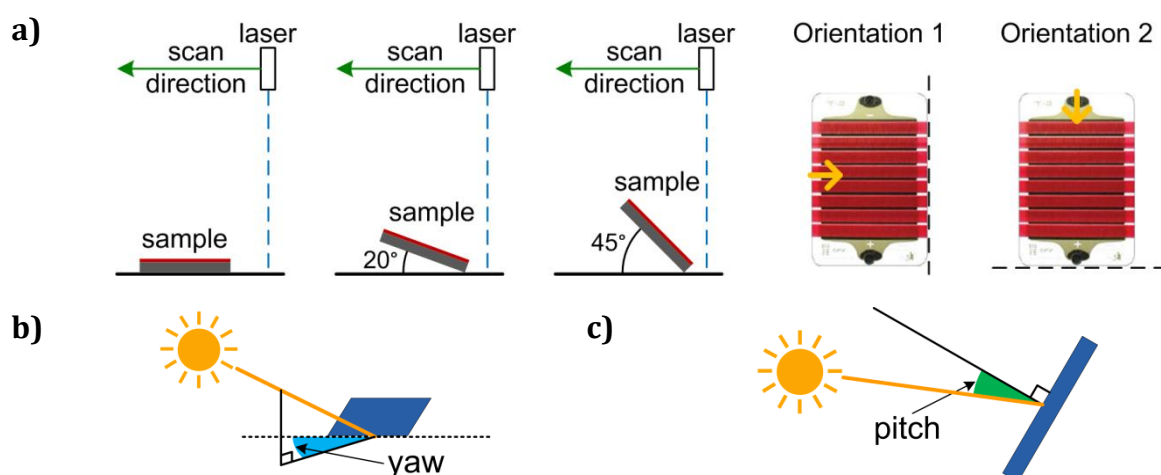 a)
laser
scan
direction
sample
laser
scan
direction
sample
20°
laser
scan
direction
sample
45°
Orientation 1
Orientation 2
-
+
-
+
b)
yaw
c)
pitch